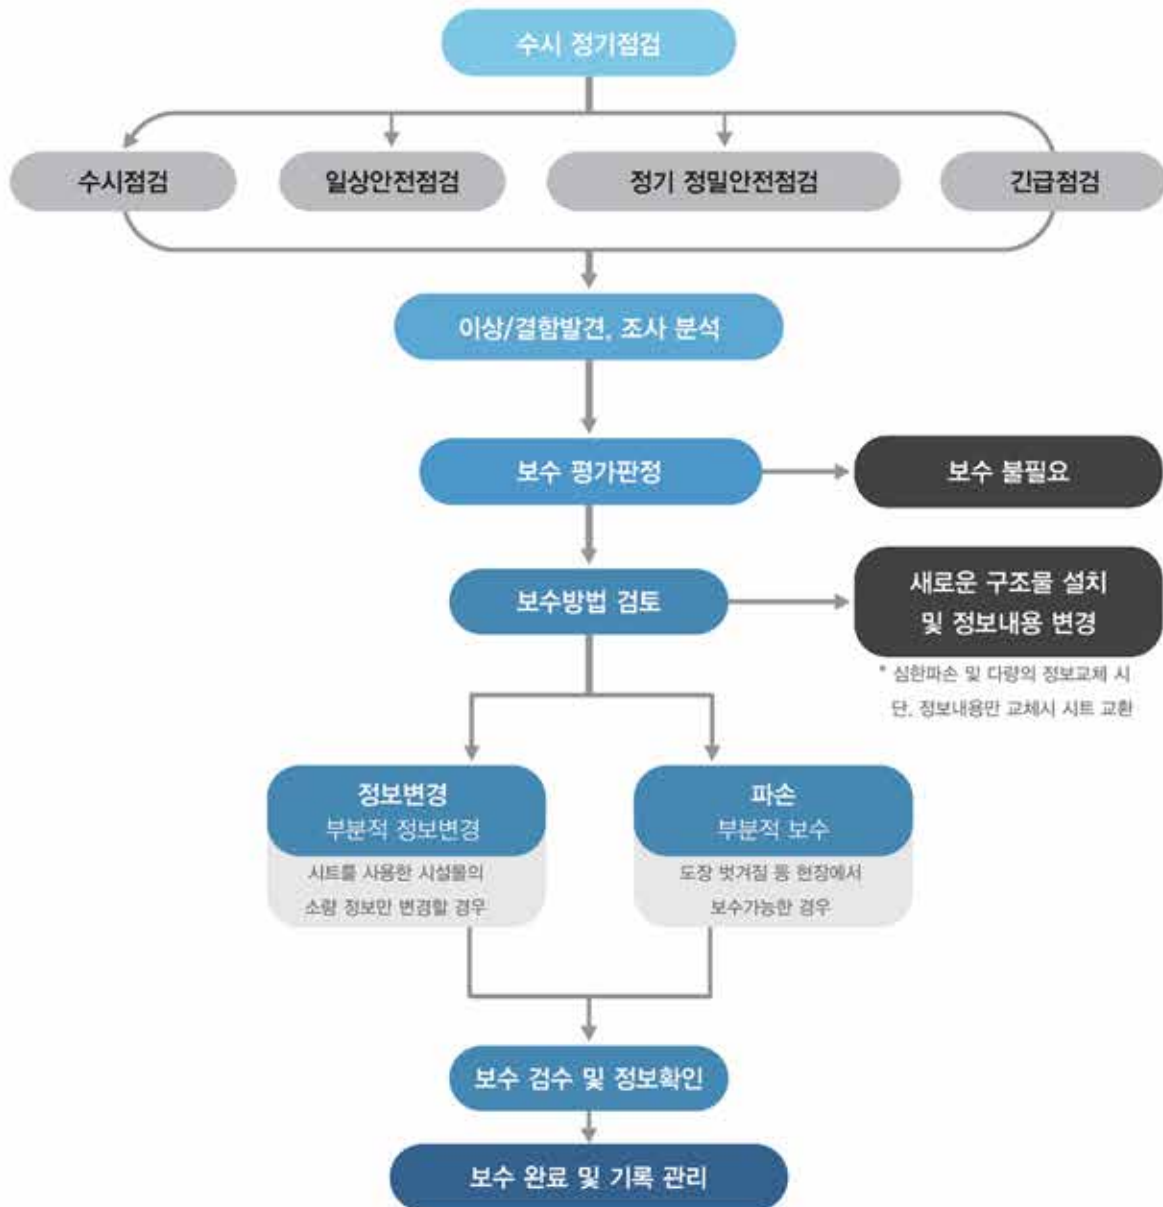 수시 정기점검
수시점검
일상안전점검
정기 정밀안전점검
긴급점검
이상/결함발견, 조사 분석
보수 평가판정
보수 불필요
보수방법 검토
새로운 구조물 설치
및 정보내용 변경
* 심한파손 및 다량의 정보교체 시
단, 정보내용만 교체시 시트 교환
정보변경
부분적 정보변경
시트를 사용한 시설물의
소량 정보만 변경할 경우
파손
부분적 보수
도장 벗겨짐 등 현장에서
보수가능한 경우
보수 검수 및 정보확인
보수 완료 및 기록 관리